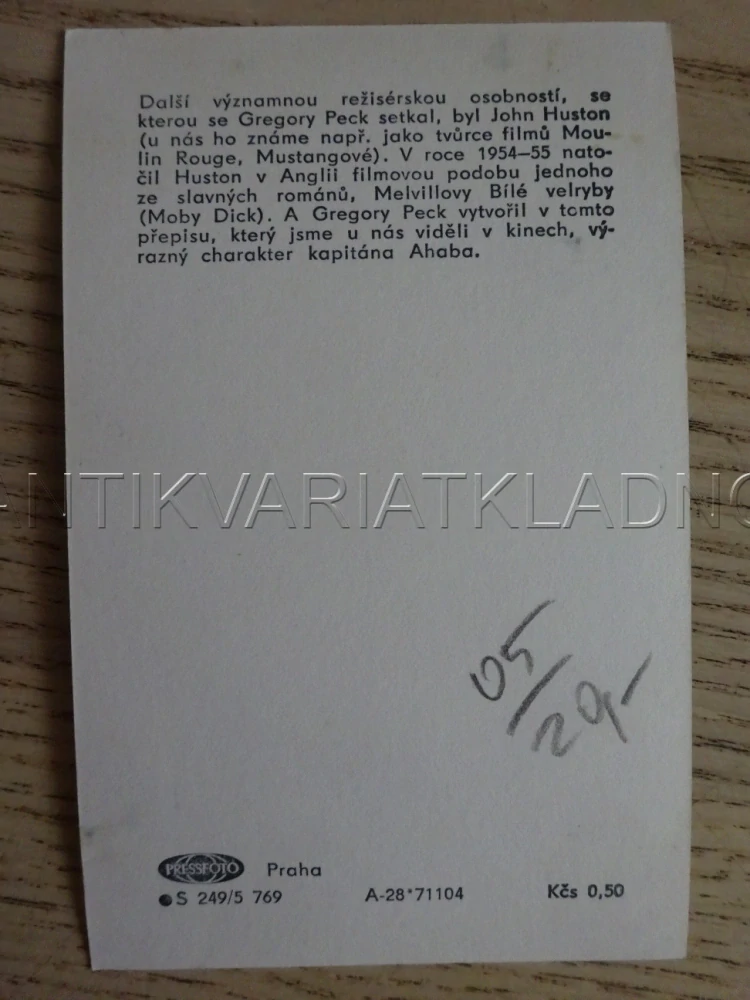 Další významnou režisérskou osobností, se
kterou se Gregory Peck setkal, byl John Huston
(u nás ho známe např. jako tvůrce filmů Mou-
lin Rouge, Mustangové). V roce 1954–55 nato-
čil Huston v Anglii filmovou podobu jednoho
ze slavných románů, Melvillovy Bílé velryby
(Moby Dick). A Gregory Peck vytvořil v tomto
přepisu, který jsme u nás viděli v kinech, vý-
razný charakter kapitána Ahaba.
ANTIKVARIATKLADNO
05/29,-
PRESSFOTO Praha
S 249/5 769 A-28*71104 Kčs 0,50